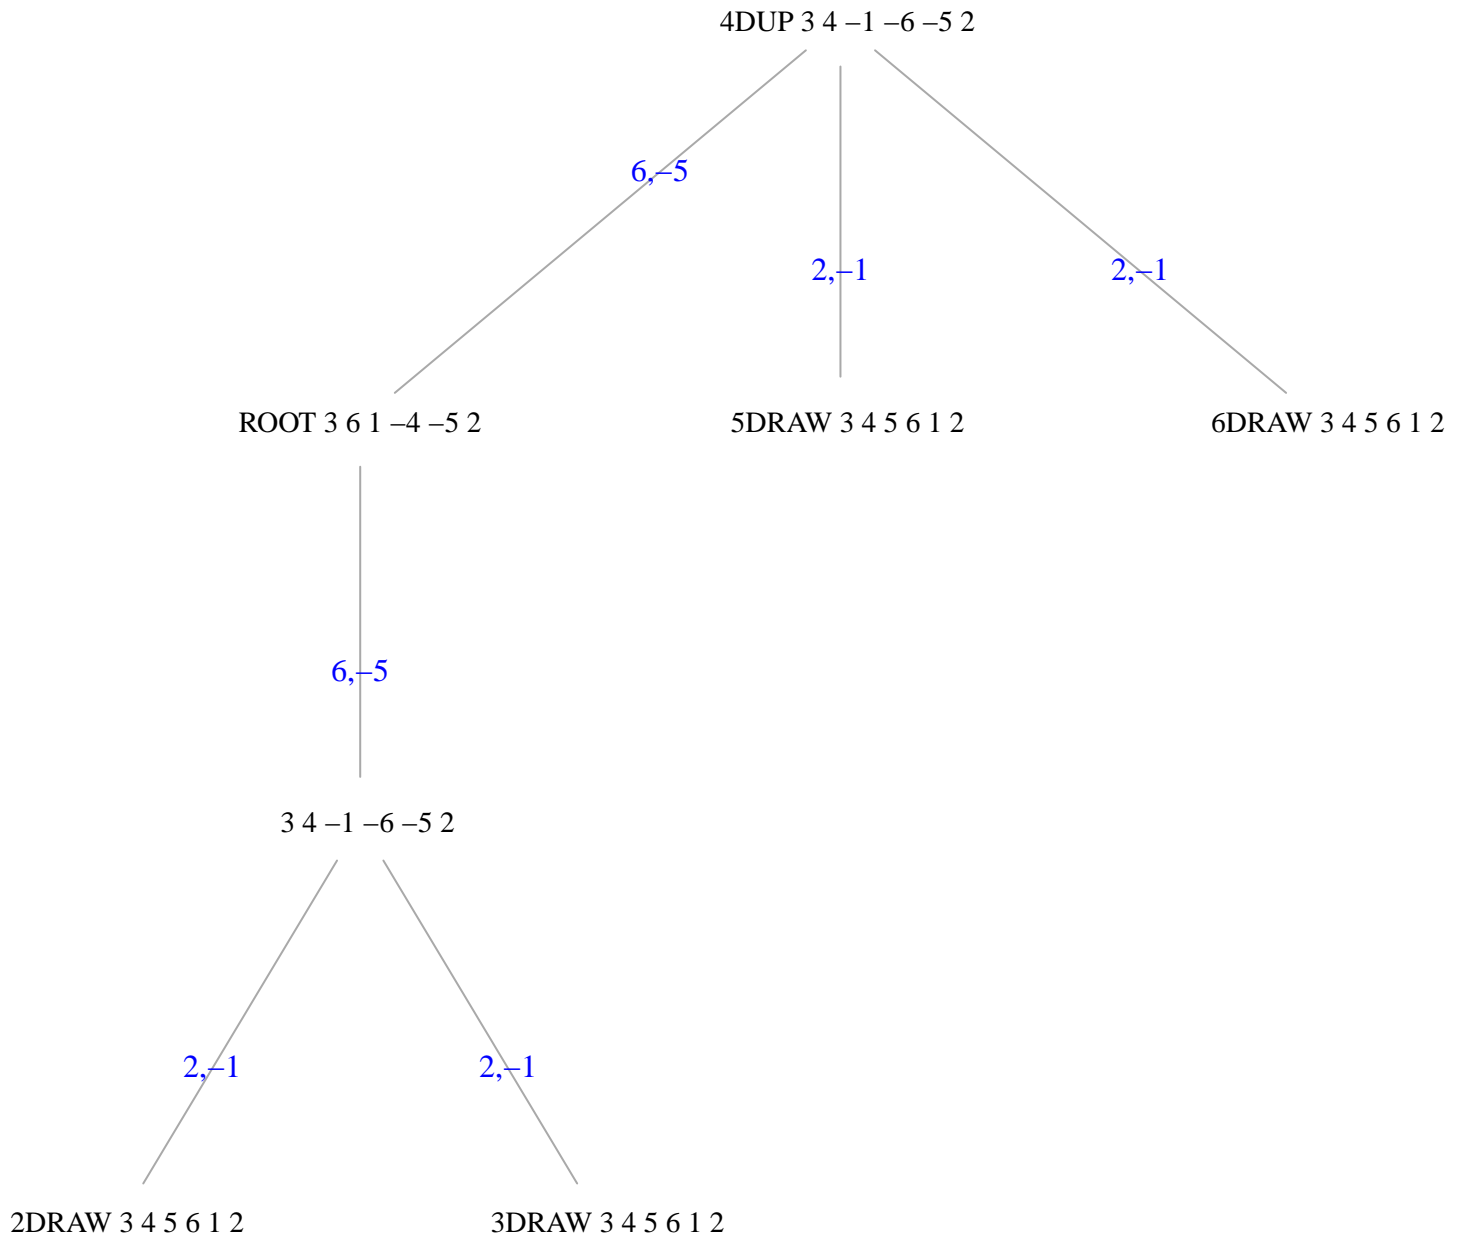 4DUP 3 4 –1 –6 –5 2
6,–5
2,–1
2,–1
ROOT 3 6 1 –4 –5 2
5DRAW 3 4 5 6 1 2
6DRAW 3 4 5 6 1 2
6,–5
3 4 –1 –6 –5 2
2,–1
2,–1
2DRAW 3 4 5 6 1 2
3DRAW 3 4 5 6 1 2